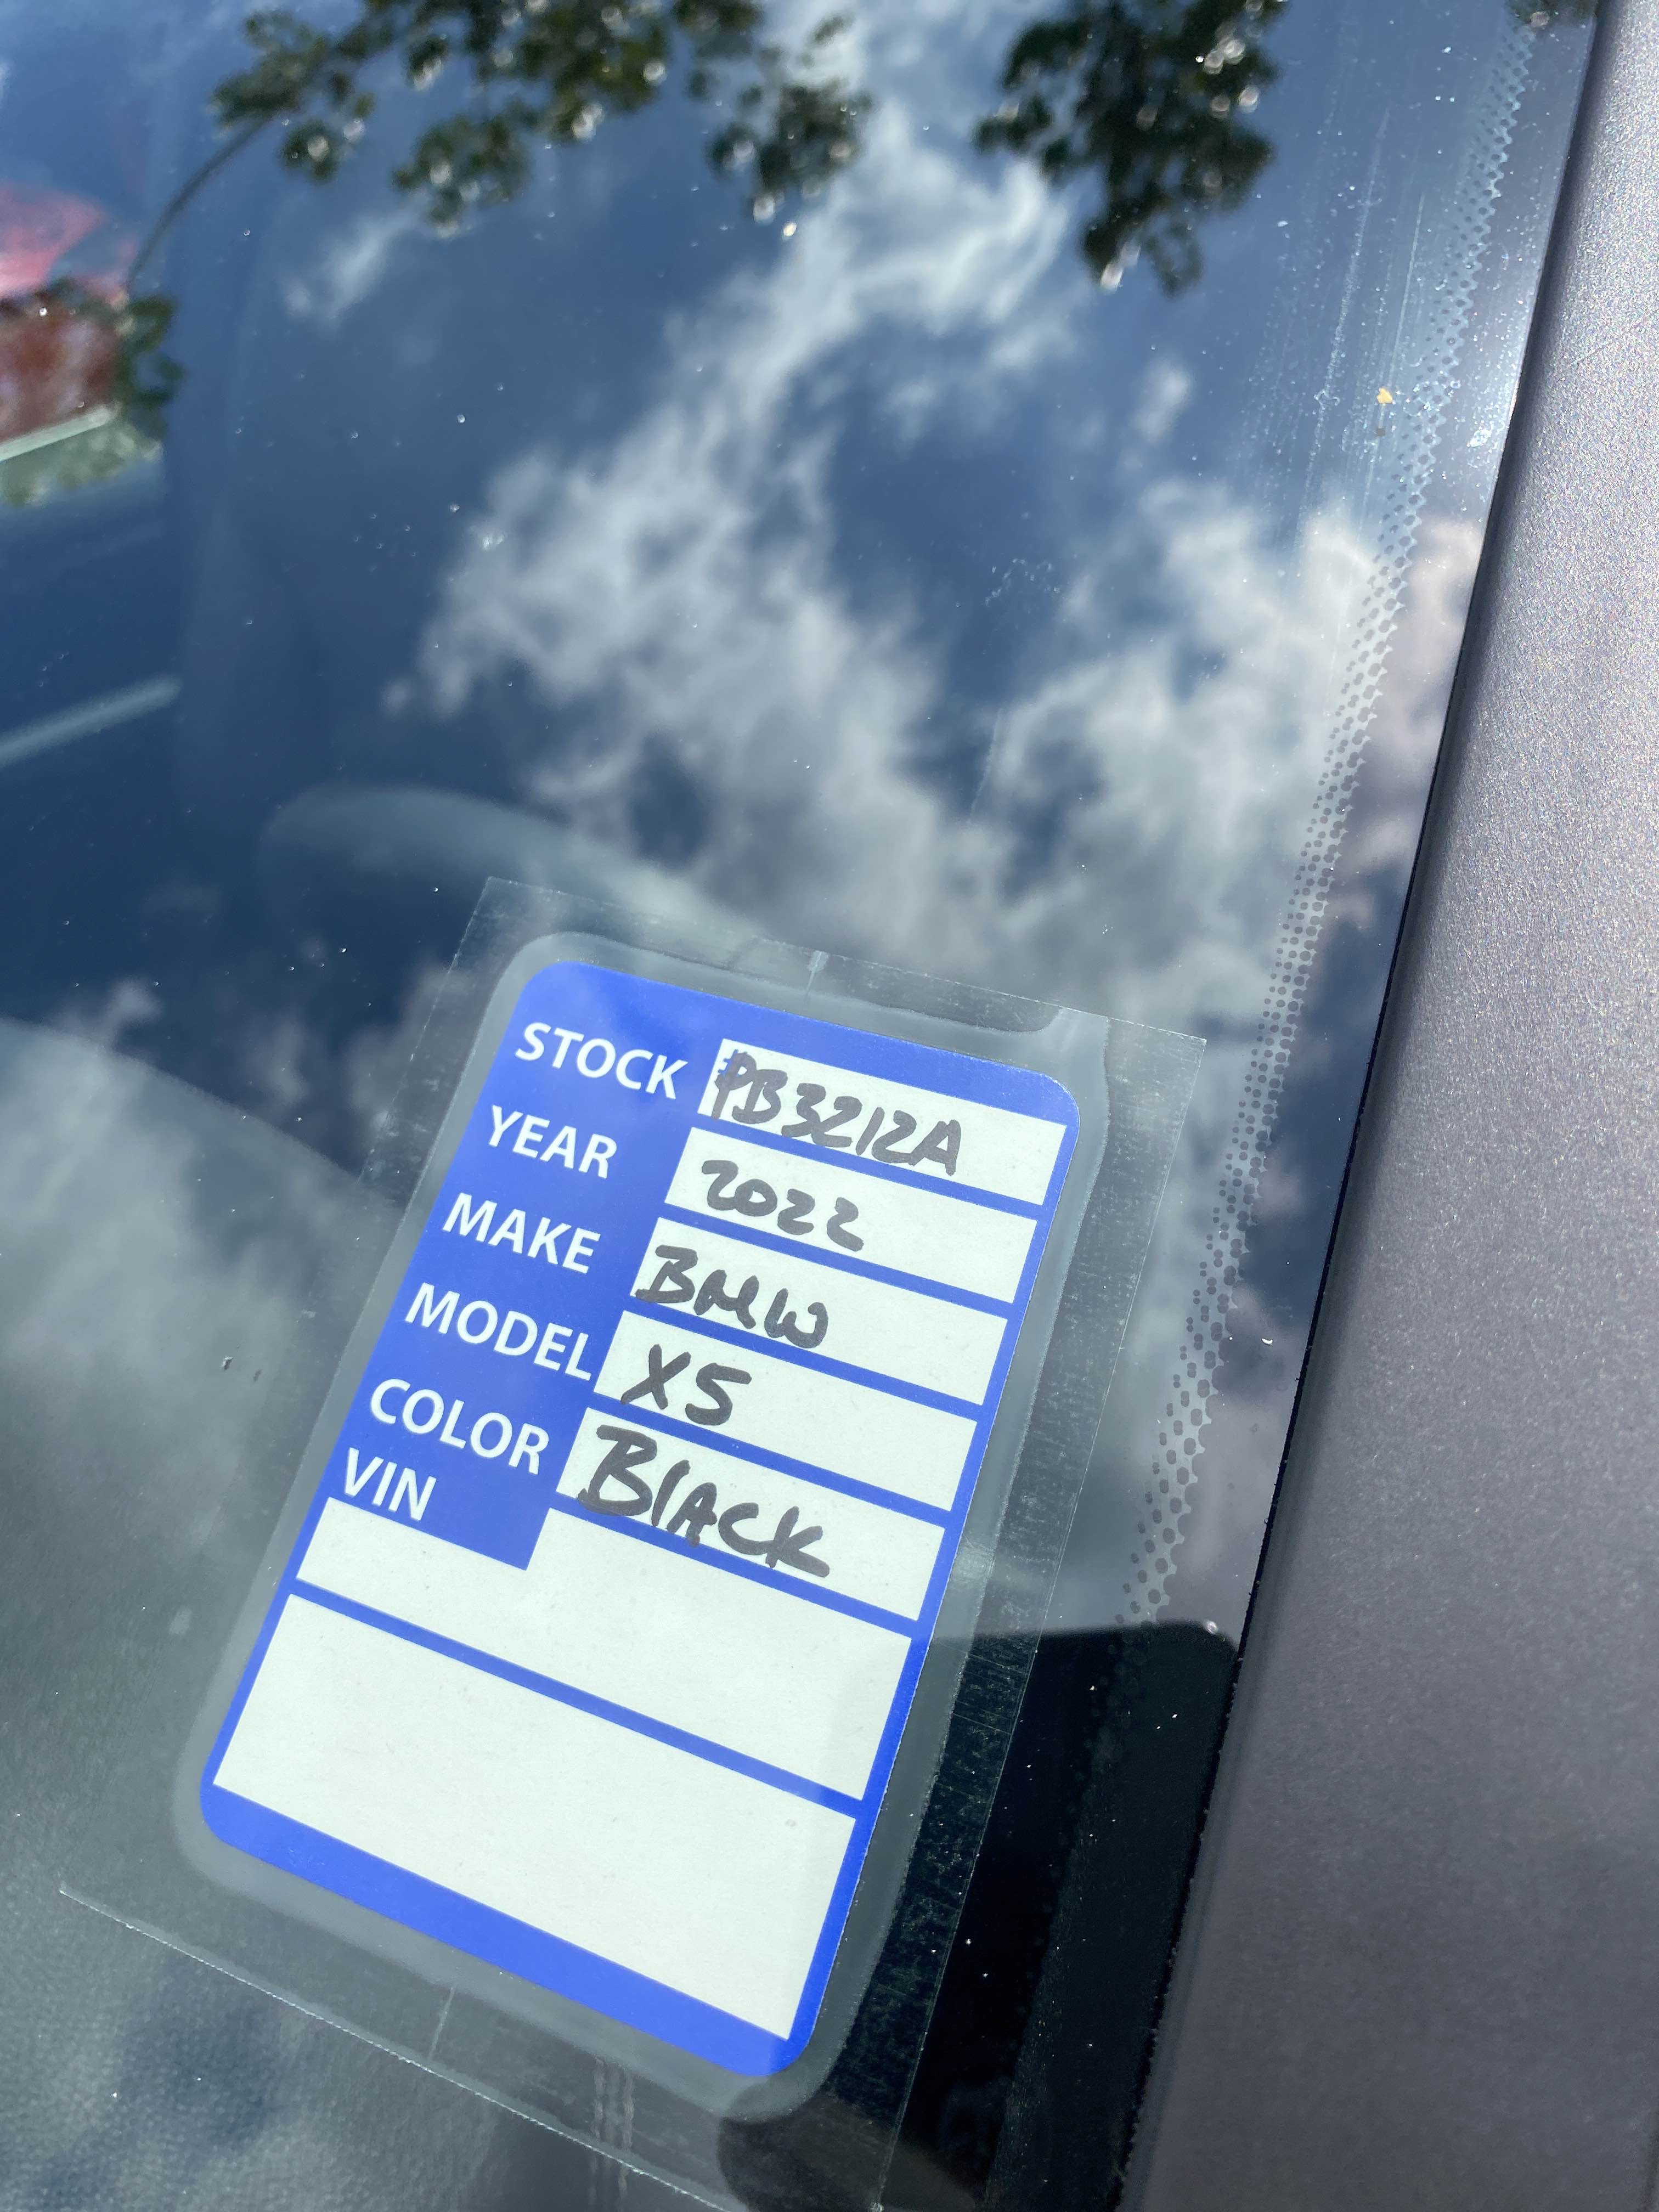 STOCK PB3212A
YEAR 2022
MAKE BMW
MODEL X5
COLOR BlACK
VIN